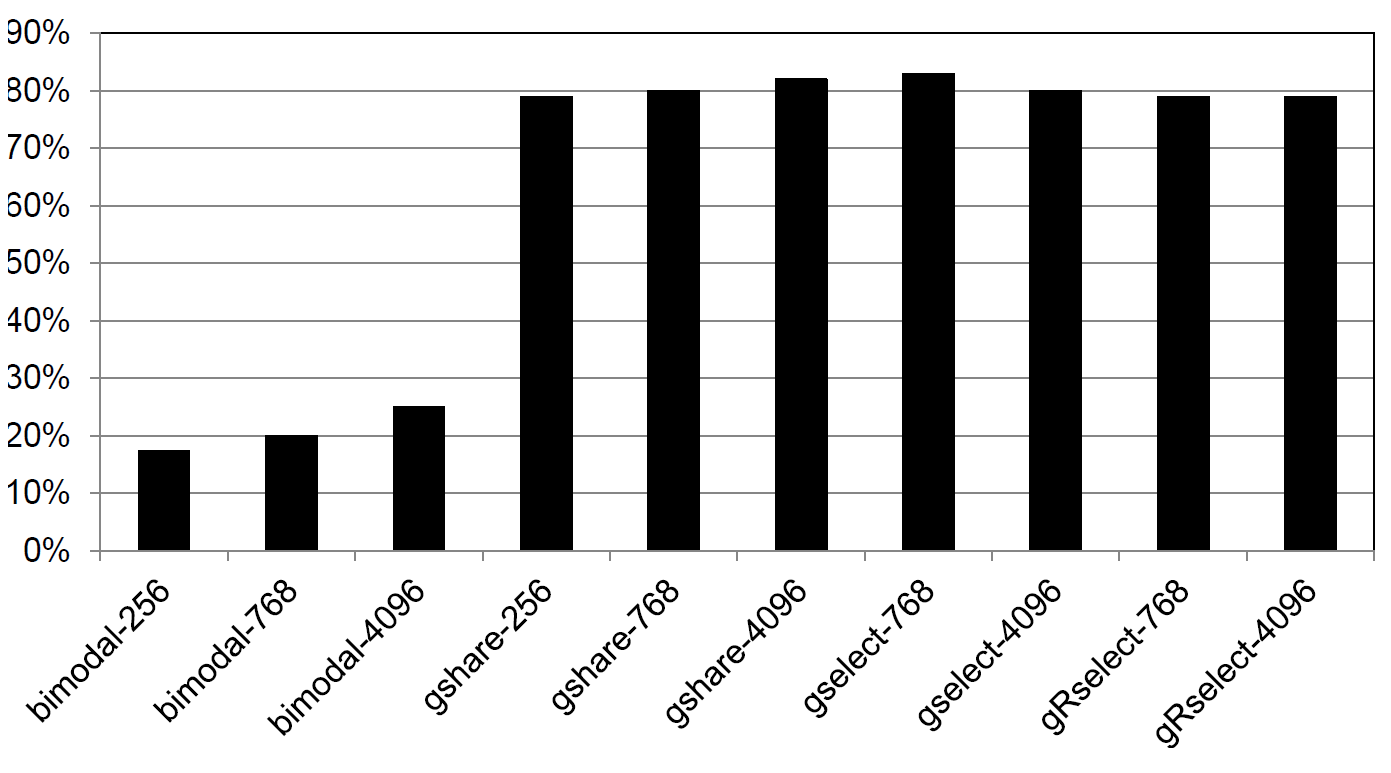 90%
80%
70%
60%
50%
40%
30%
20%
10%
0%
bimodal-256
bimodal-768
bimodal-4096
gshare-256
gshare-768
gshare-4096
gselect-768
gselect-4096
gRselect-768
gRselect-4096